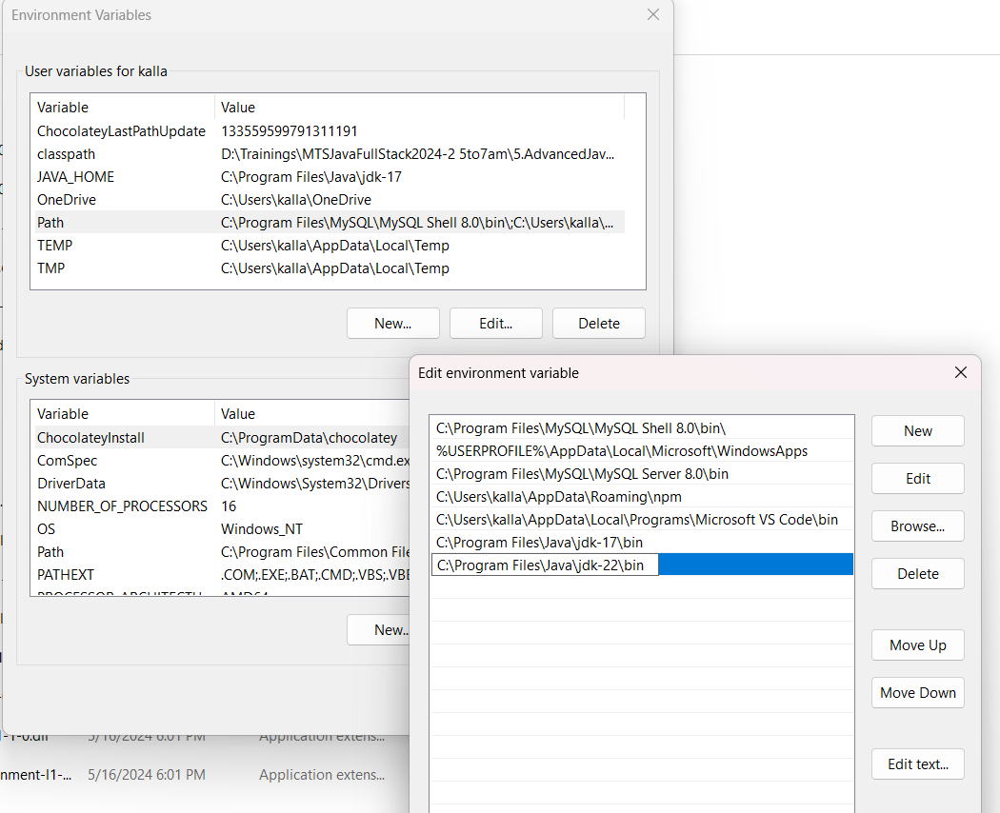 Environment Variables
User variables for kalla
Variable Value
ChocolateyLastPathUpdate 133559599791311191
classpath D:\Trainings\MTSJavaFullStack2024-2 5to7am\5.AdvancedJav...
JAVA_HOME C:\Program Files\Java\jdk-17
OneDrive C:\Users\kalla\OneDrive
Path C:\Program Files\MySQL\MySQL Shell 8.0\bin\;C:\Users\kalla\...
TEMP C:\Users\kalla\AppData\Local\Temp
TMP C:\Users\kalla\AppData\Local\Temp
New... Edit... Delete
System variables
Variable Value
ChocolateyInstall C:\ProgramData\chocolatey
ComSpec C:\Windows\system32\cmd.ex
DriverData C:\Windows\System32\Drivers
NUMBER_OF_PROCESSORS 16
OS Windows_NT
Path C:\Program Files\Common File
PATHEXT .COM;.EXE;.BAT;.CMD;.VBS;.VBE
PROCESSOR_ARCHITECTU AMD64
New...
Edit environment variable
C:\Program Files\MySQL\MySQL Shell 8.0\bin\
%USERPROFILE%\AppData\Local\Microsoft\WindowsApps
C:\Program Files\MySQL\MySQL Server 8.0\bin
C:\Users\kalla\AppData\Roaming\npm
C:\Users\kalla\AppData\Local\Programs\Microsoft VS Code\bin
C:\Program Files\Java\jdk-17\bin
C:\Program Files\Java\jdk-22\bin
New
Edit
Browse...
Delete
Move Up
Move Down
Edit text...
-1-0.dll 5/16/2024 6:01 PM Application extens...
nment-l1-... 5/16/2024 6:01 PM Application extens...